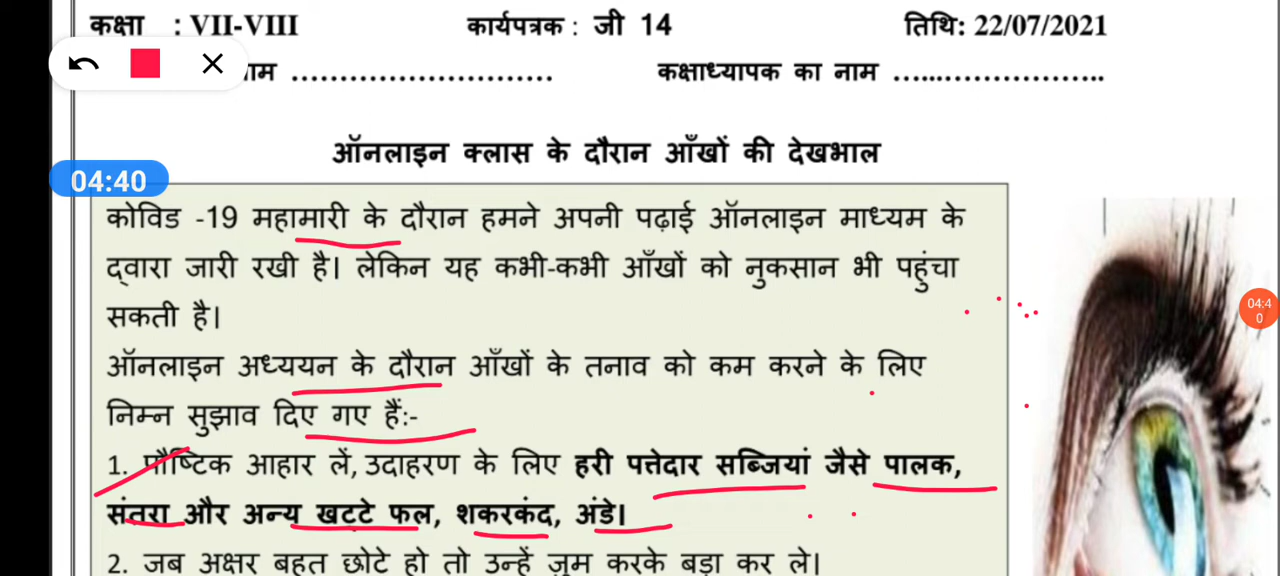 कक्षा : VII-VIII कार्यपत्रक : जी 14 तिथि: 22/07/2021
.......................... कक्षाध्यापक का नाम ......................
ऑनलाइन क्लास के दौरान आँखों की देखभाल
04:40
कोविड -19 महामारी के दौरान हमने अपनी पढ़ाई ऑनलाइन माध्यम के
द्वारा जारी रखी है। लेकिन यह कभी-कभी आँखों को नुकसान भी पहुंचा
04:40
सकती है।
ऑनलाइन अध्ययन के दौरान आँखों के तनाव को कम करने के लिए
निम्न सुझाव दिए गए हैं:-
1. पौष्टिक आहार लें, उदाहरण के लिए हरी पत्तेदार सब्जियां जैसे पालक,
संतरा और अन्य खटटे फल, शकरकंद, अंडे।
2. जब अक्षर बहुत छोटे हो तो उन्हें ज़ूम करके बड़ा कर ले।